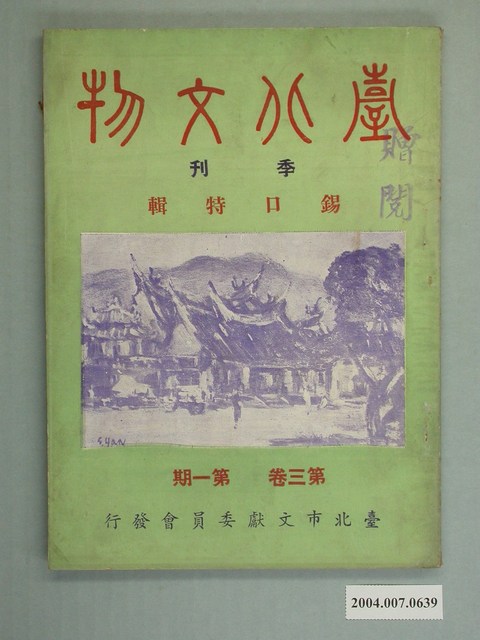 臺北文物
季刊
贈閱
錫口特輯
S.YAN
第三卷 第一期
臺北市文獻委員會發行
2004.007.0639